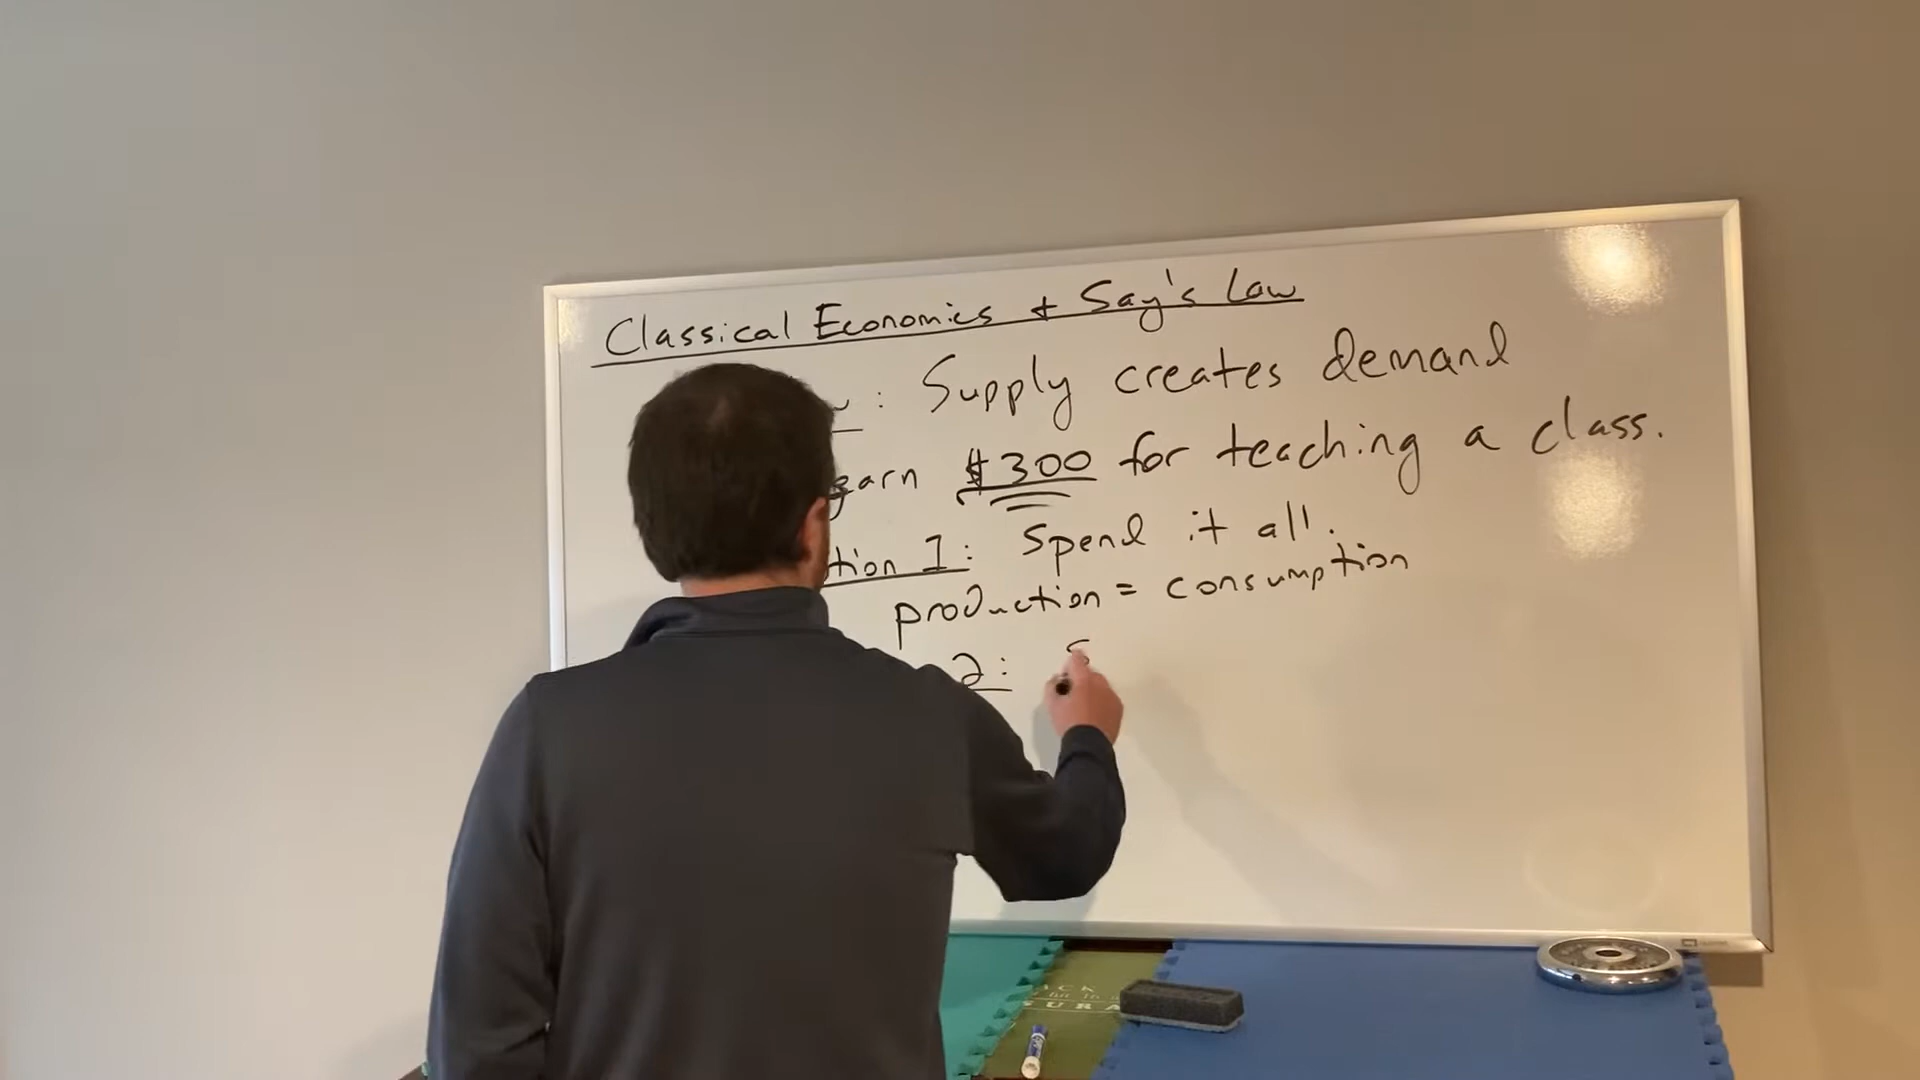 Classical Economics + Say's Law
: Supply creates demand
earn $300 for teaching a class.
tion 1: Spend it all.
production = consumption
2: S